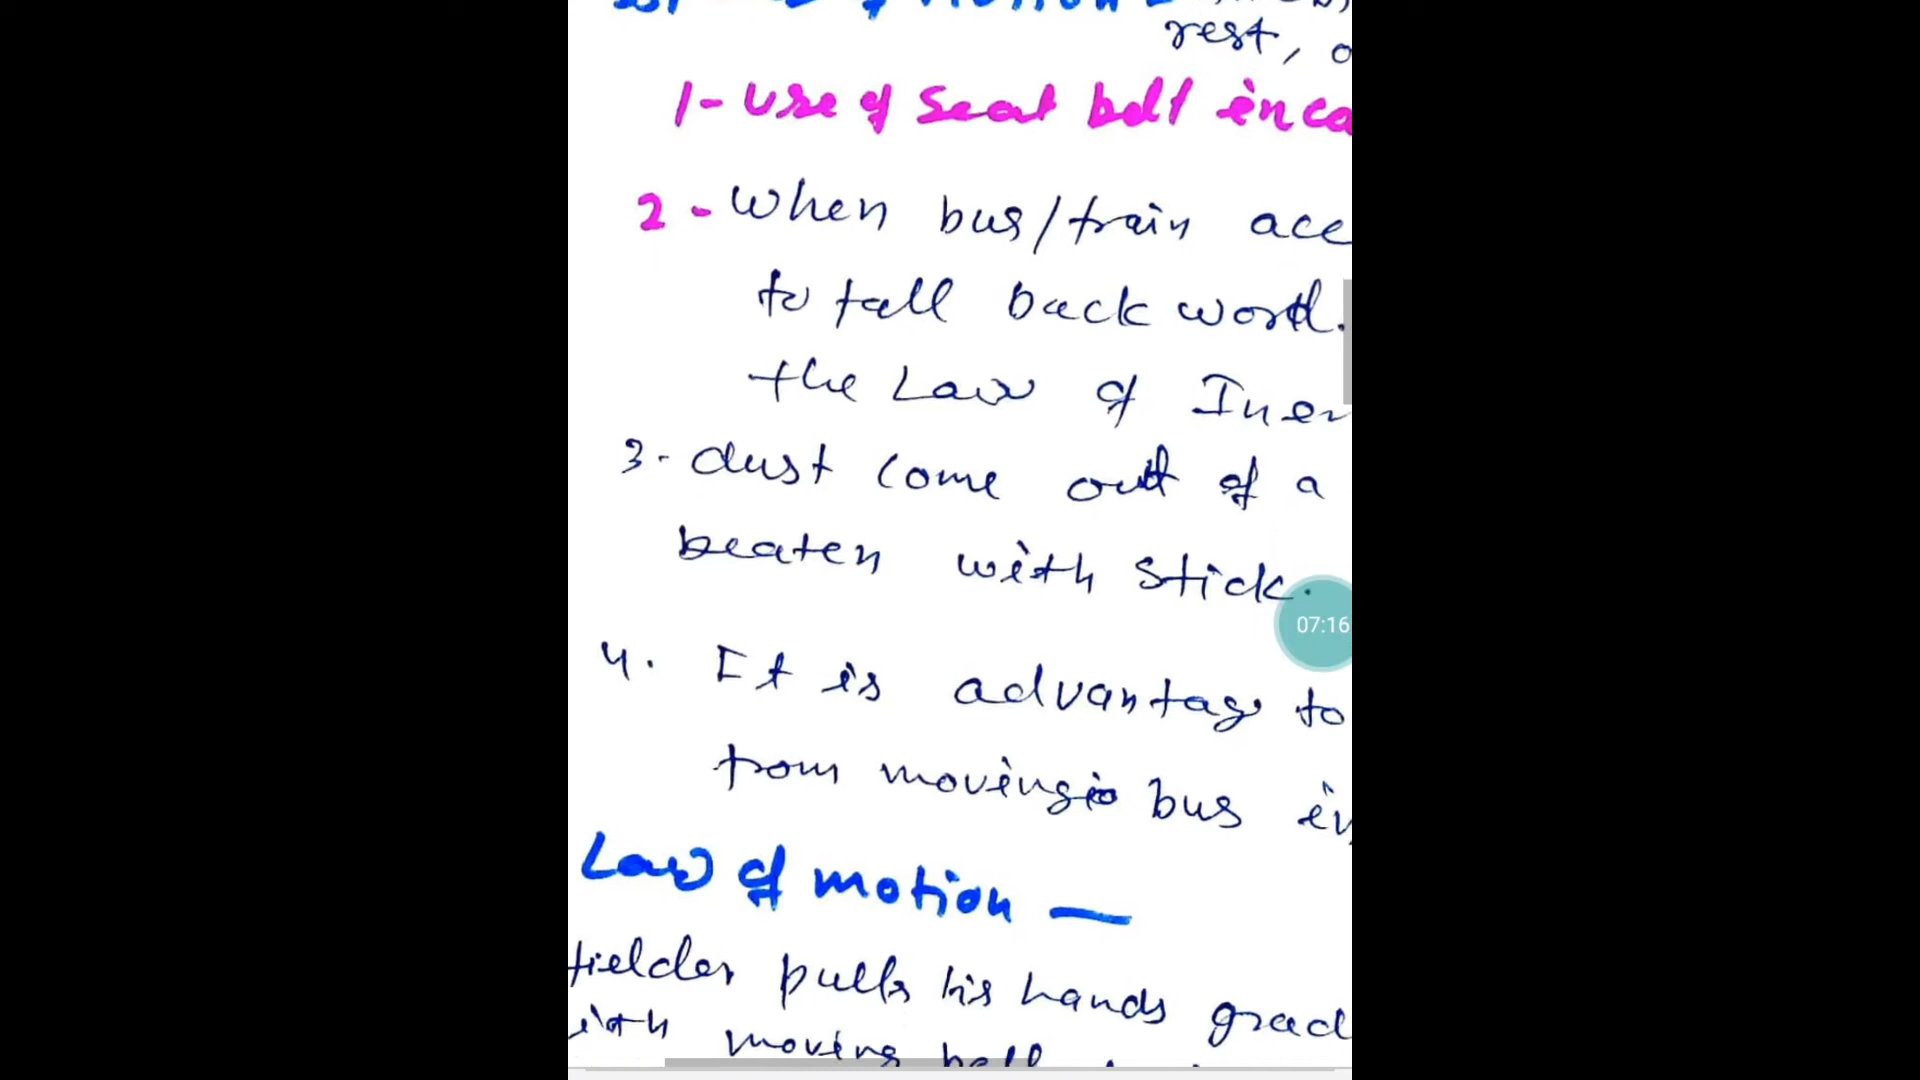 rest, o
1- Use of Seat belt in ca
2 - When bus/train acc
to fall back word.
the Law of Iner
3. dust come out of a
beaten with stick.
07:16
4. It is advantag to
from moving bus in
Law of motion —
fielder pulls his hands grad
with moving ball